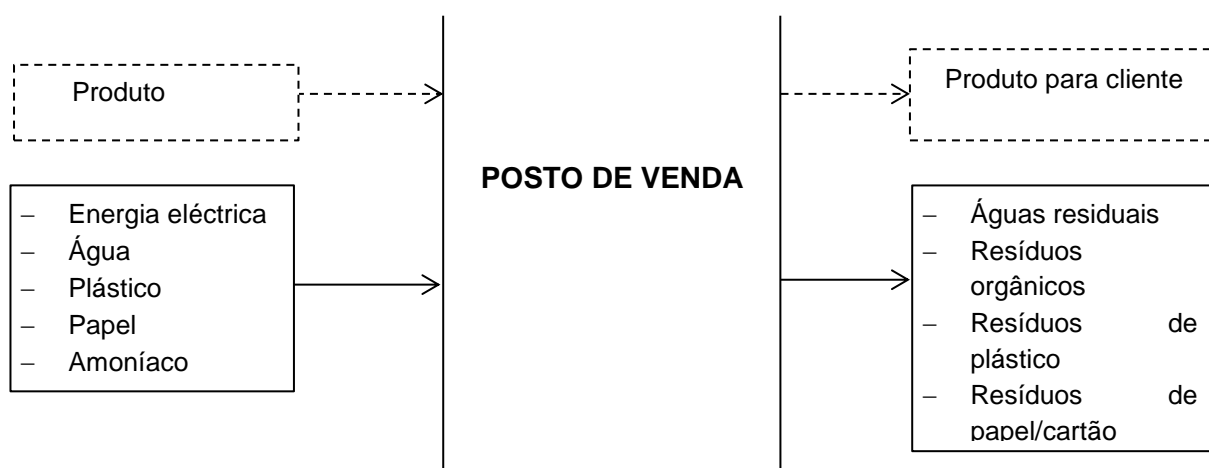 Produto
Produto para cliente
POSTO DE VENDA
– Energia eléctrica
– Água
– Plástico
– Papel
– Amoníaco
– Águas residuais
– Resíduos
orgânicos
– Resíduos de
plástico
– Resíduos de
papel/cartão